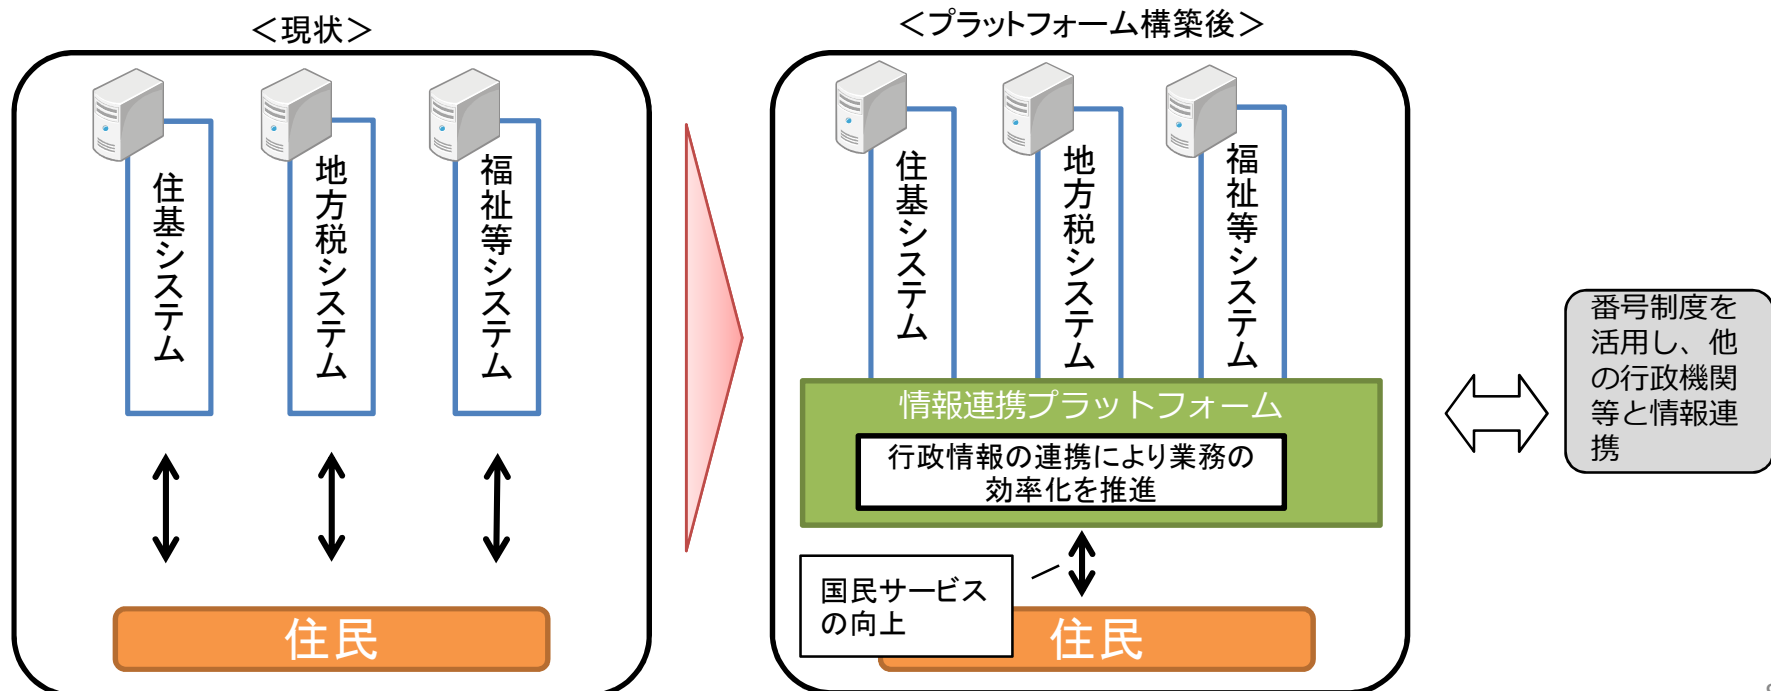 ＜現状＞
住基システム
地方税システム
福祉等システム
住民
＜プラットフォーム構築後＞
住基システム
地方税システム
福祉等システム
情報連携プラットフォーム
行政情報の連携により業務の
効率化を推進
国民サービス
の向上
住民
番号制度を
活用し、他
の行政機関
等と情報連
携